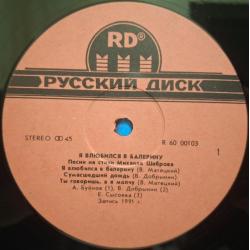 RD®
РУССКИЙ ДИСК
STEREO 45
R 60 00103
1
Я ВЛЮБИЛСЯ В БАЛЕРИНУ
Песни на стихи Михаила Шаброва
Я влюбился в балерину (В. Матецкий)
Сумасшедший дождь (В. Добрынин)
Ты говоришь, а я молчу (В. Матецкий)
А. Буйнов (1), В. Добрынин (2)
Е. Сысоева (3)
Запись 1991 г.